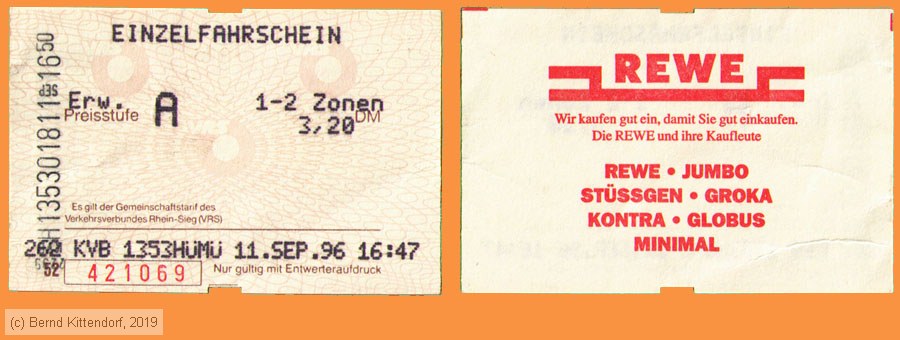 EINZELFAHRSCHEIN
Erw. A 1-2 Zonen
Preisstufe 3,20 DM
Es gilt der Gemeinschaftstarif des
Verkehrsverbundes Rhein-Sieg (VRS)
KVB 1353HÜMÜ 11.SEP.96 16:47
52 421069 Nur gültig mit Entwerteraufdruck
REWE
Wir kaufen gut ein, damit Sie gut einkaufen.
Die REWE und ihre Kaufleute
REWE • JUMBO
STÜSSGEN • GROKA
KONTRA • GLOBUS
MINIMAL
(c) Bernd Kittendorf, 2019